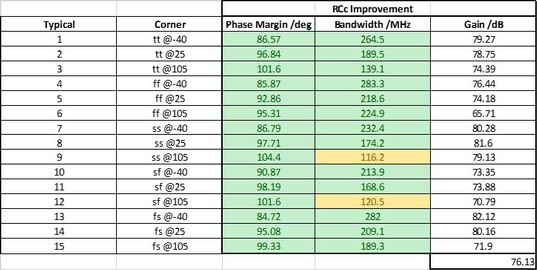 RCc Improvement
Typical Corner Phase Margin /deg Bandwidth /MHz Gain /dB
1 tt @-40 86.57 264.5 79.27
2 tt @25 96.84 189.5 78.75
3 tt @105 101.6 139.1 74.39
4 ff @-40 85.87 283.3 76.44
5 ff @25 92.86 218.6 74.18
6 ff @105 95.31 224.9 65.71
7 ss @-40 86.79 232.4 80.28
8 ss @25 97.71 174.2 81.6
9 ss @105 104.4 116.2 79.13
10 sf @-40 90.87 213.9 73.35
11 sf @25 98.19 168.6 73.88
12 sf @105 101.6 120.5 70.79
13 fs @-40 84.72 282 82.12
14 fs @25 95.08 209.1 80.16
15 fs @105 99.33 189.3 71.9
76.13